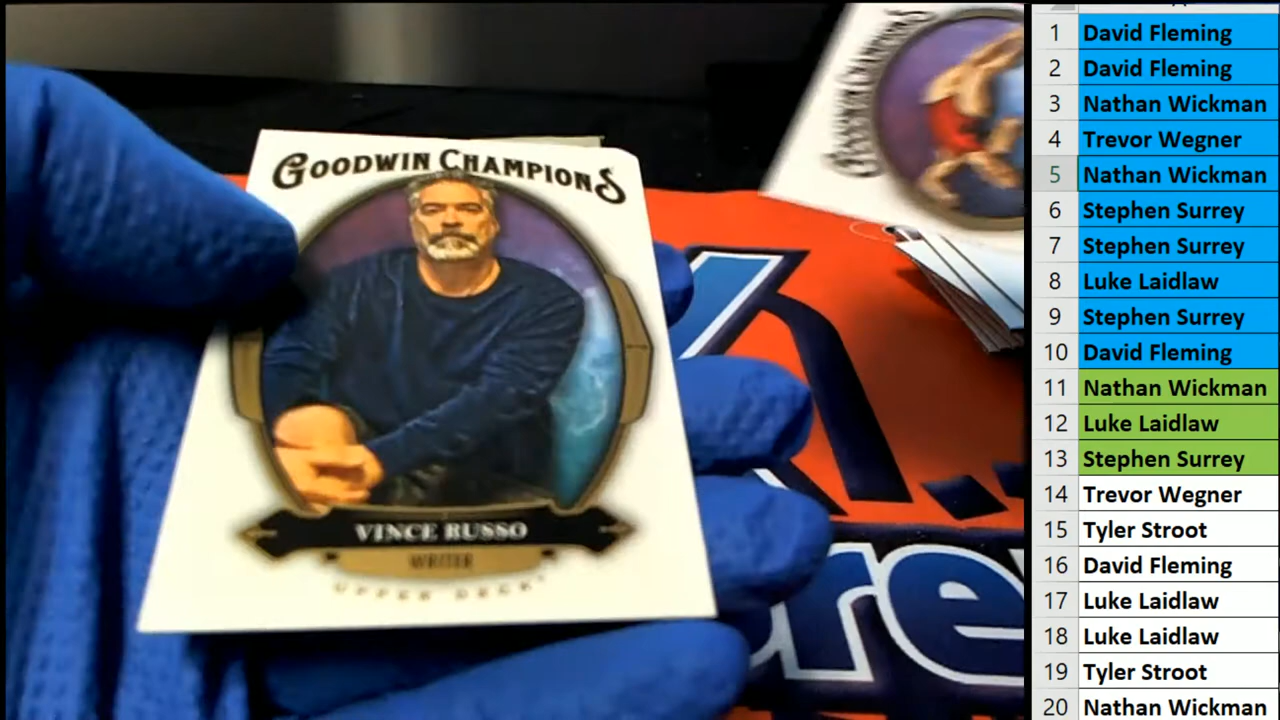 GOODWIN CHAMPIONS
VINCE RUSSO
WRITER
UPPER DECK
GOODWIN CHAMPIONS
re
1 David Fleming
2 David Fleming
3 Nathan Wickman
4 Trevor Wegner
5 Nathan Wickman
6 Stephen Surrey
7 Stephen Surrey
8 Luke Laidlaw
9 Stephen Surrey
10 David Fleming
11 Nathan Wickman
12 Luke Laidlaw
13 Stephen Surrey
14 Trevor Wegner
15 Tyler Stroot
16 David Fleming
17 Luke Laidlaw
18 Luke Laidlaw
19 Tyler Stroot
20 Nathan Wickman